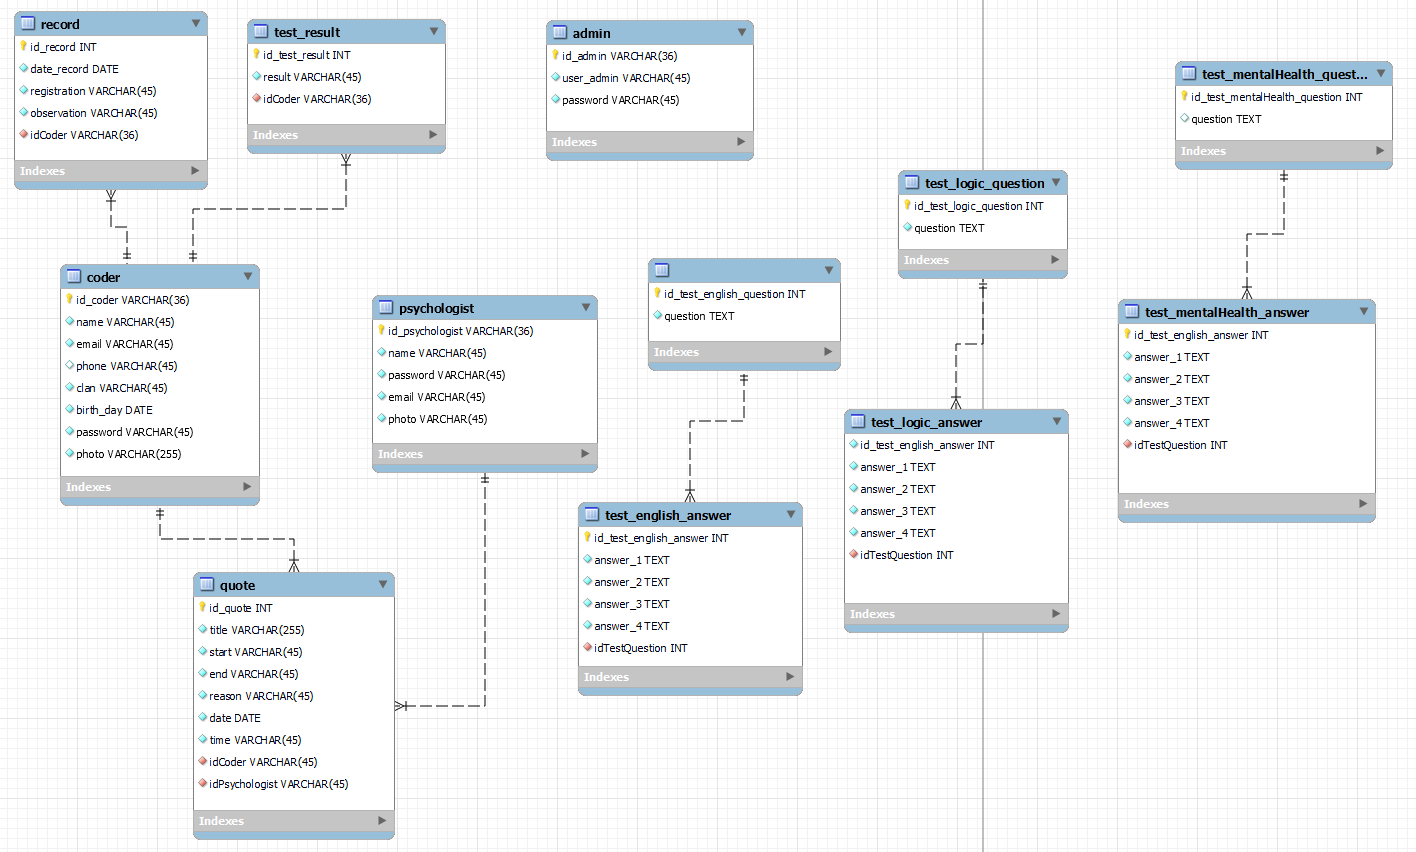 record
id_record INT
date_record DATE
registration VARCHAR(45)
observation VARCHAR(45)
idCoder VARCHAR(36)
Indexes
test_result
id_test_result INT
result VARCHAR(45)
idCoder VARCHAR(36)
Indexes
admin
id_admin VARCHAR(36)
user_admin VARCHAR(45)
password VARCHAR(45)
Indexes
test_mentalHealth_quest...
id_test_mentalHealth_question INT
question TEXT
Indexes
test_logic_question
id_test_logic_question INT
question TEXT
Indexes
coder
id_coder VARCHAR(36)
name VARCHAR(45)
email VARCHAR(45)
phone VARCHAR(45)
clan VARCHAR(45)
birth_day DATE
password VARCHAR(45)
photo VARCHAR(255)
Indexes
psychologist
id_psychologist VARCHAR(36)
name VARCHAR(45)
password VARCHAR(45)
email VARCHAR(45)
photo VARCHAR(45)
Indexes
id_test_english_question INT
question TEXT
Indexes
test_mentalHealth_answer
id_test_english_answer INT
answer_1 TEXT
answer_2 TEXT
answer_3 TEXT
answer_4 TEXT
idTestQuestion INT
Indexes
test_logic_answer
id_test_english_answer INT
answer_1 TEXT
answer_2 TEXT
answer_3 TEXT
answer_4 TEXT
idTestQuestion INT
Indexes
test_english_answer
id_test_english_answer INT
answer_1 TEXT
answer_2 TEXT
answer_3 TEXT
answer_4 TEXT
idTestQuestion INT
Indexes
quote
id_quote INT
title VARCHAR(255)
start VARCHAR(45)
end VARCHAR(45)
reason VARCHAR(45)
date DATE
time VARCHAR(45)
idCoder VARCHAR(45)
idPsychologist VARCHAR(45)
Indexes